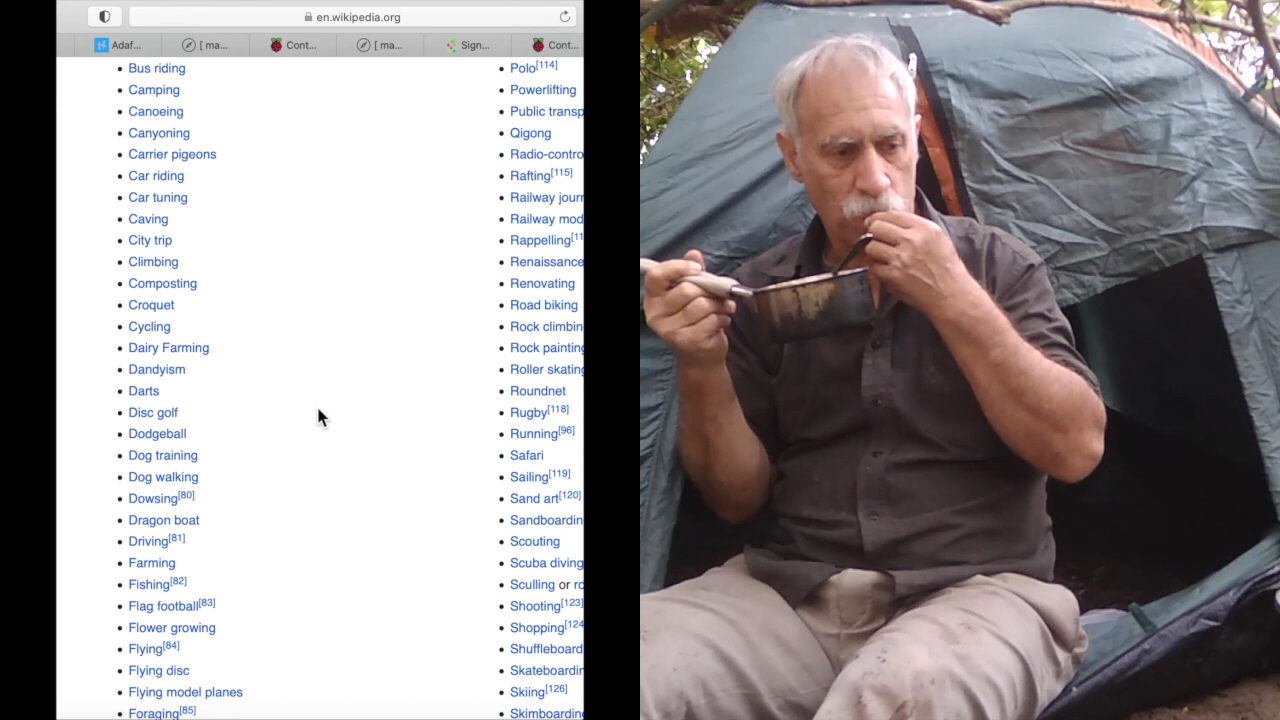 en.wikipedia.org
Adaf...
[ ma...
Cont...
[ ma...
Sign...
Cont...
Bus riding
Camping
Canoeing
Canyoning
Carrier pigeons
Car riding
Car tuning
Caving
City trip
Climbing
Composting
Croquet
Cycling
Dairy Farming
Dandyism
Darts
Disc golf
Dodgeball
Dog training
Dog walking
Dowsing[80]
Dragon boat
Driving[81]
Farming
Fishing[82]
Flag football[83]
Flower growing
Flying[84]
Flying disc
Flying model planes
Foraging[85]
Polo[114]
Powerlifting
Public transp
Qigong
Radio-contro
Rafting[115]
Railway jour
Railway mod
Rappelling[11
Renaissance
Renovating
Road biking
Rock climbin
Rock painting
Roller skating
Roundnet
Rugby[118]
Running[96]
Safari
Sailing[119]
Sand art[120]
Sandboardin
Scouting
Scuba diving
Sculling or ro
Shooting[123]
Shopping[124
Shuffleboard
Skateboardin
Skiing[126]
Skimboardin